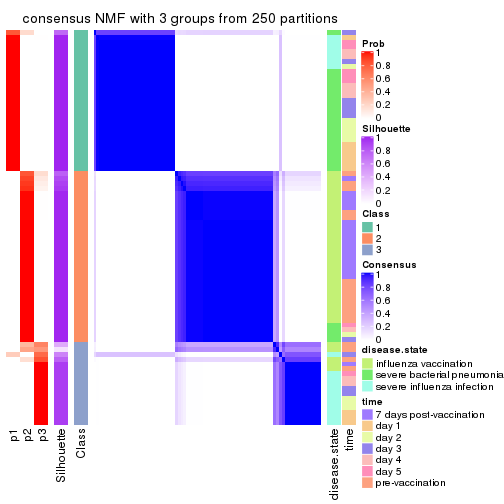 consensus NMF with 3 groups from 250 partitions
p1
p2
p3
Silhouette
Class
disease.state
time
Prob
1
0.8
0.6
0.4
0.2
0
Silhouette
1
0.8
0.6
0.4
0.2
0
Class
1
2
3
Consensus
1
0.8
0.6
0.4
0.2
0
disease.state
influenza vaccination
severe bacterial pneumonia
severe influenza infection
time
7 days post-vaccination
day 1
day 2
day 3
day 4
day 5
pre-vaccination